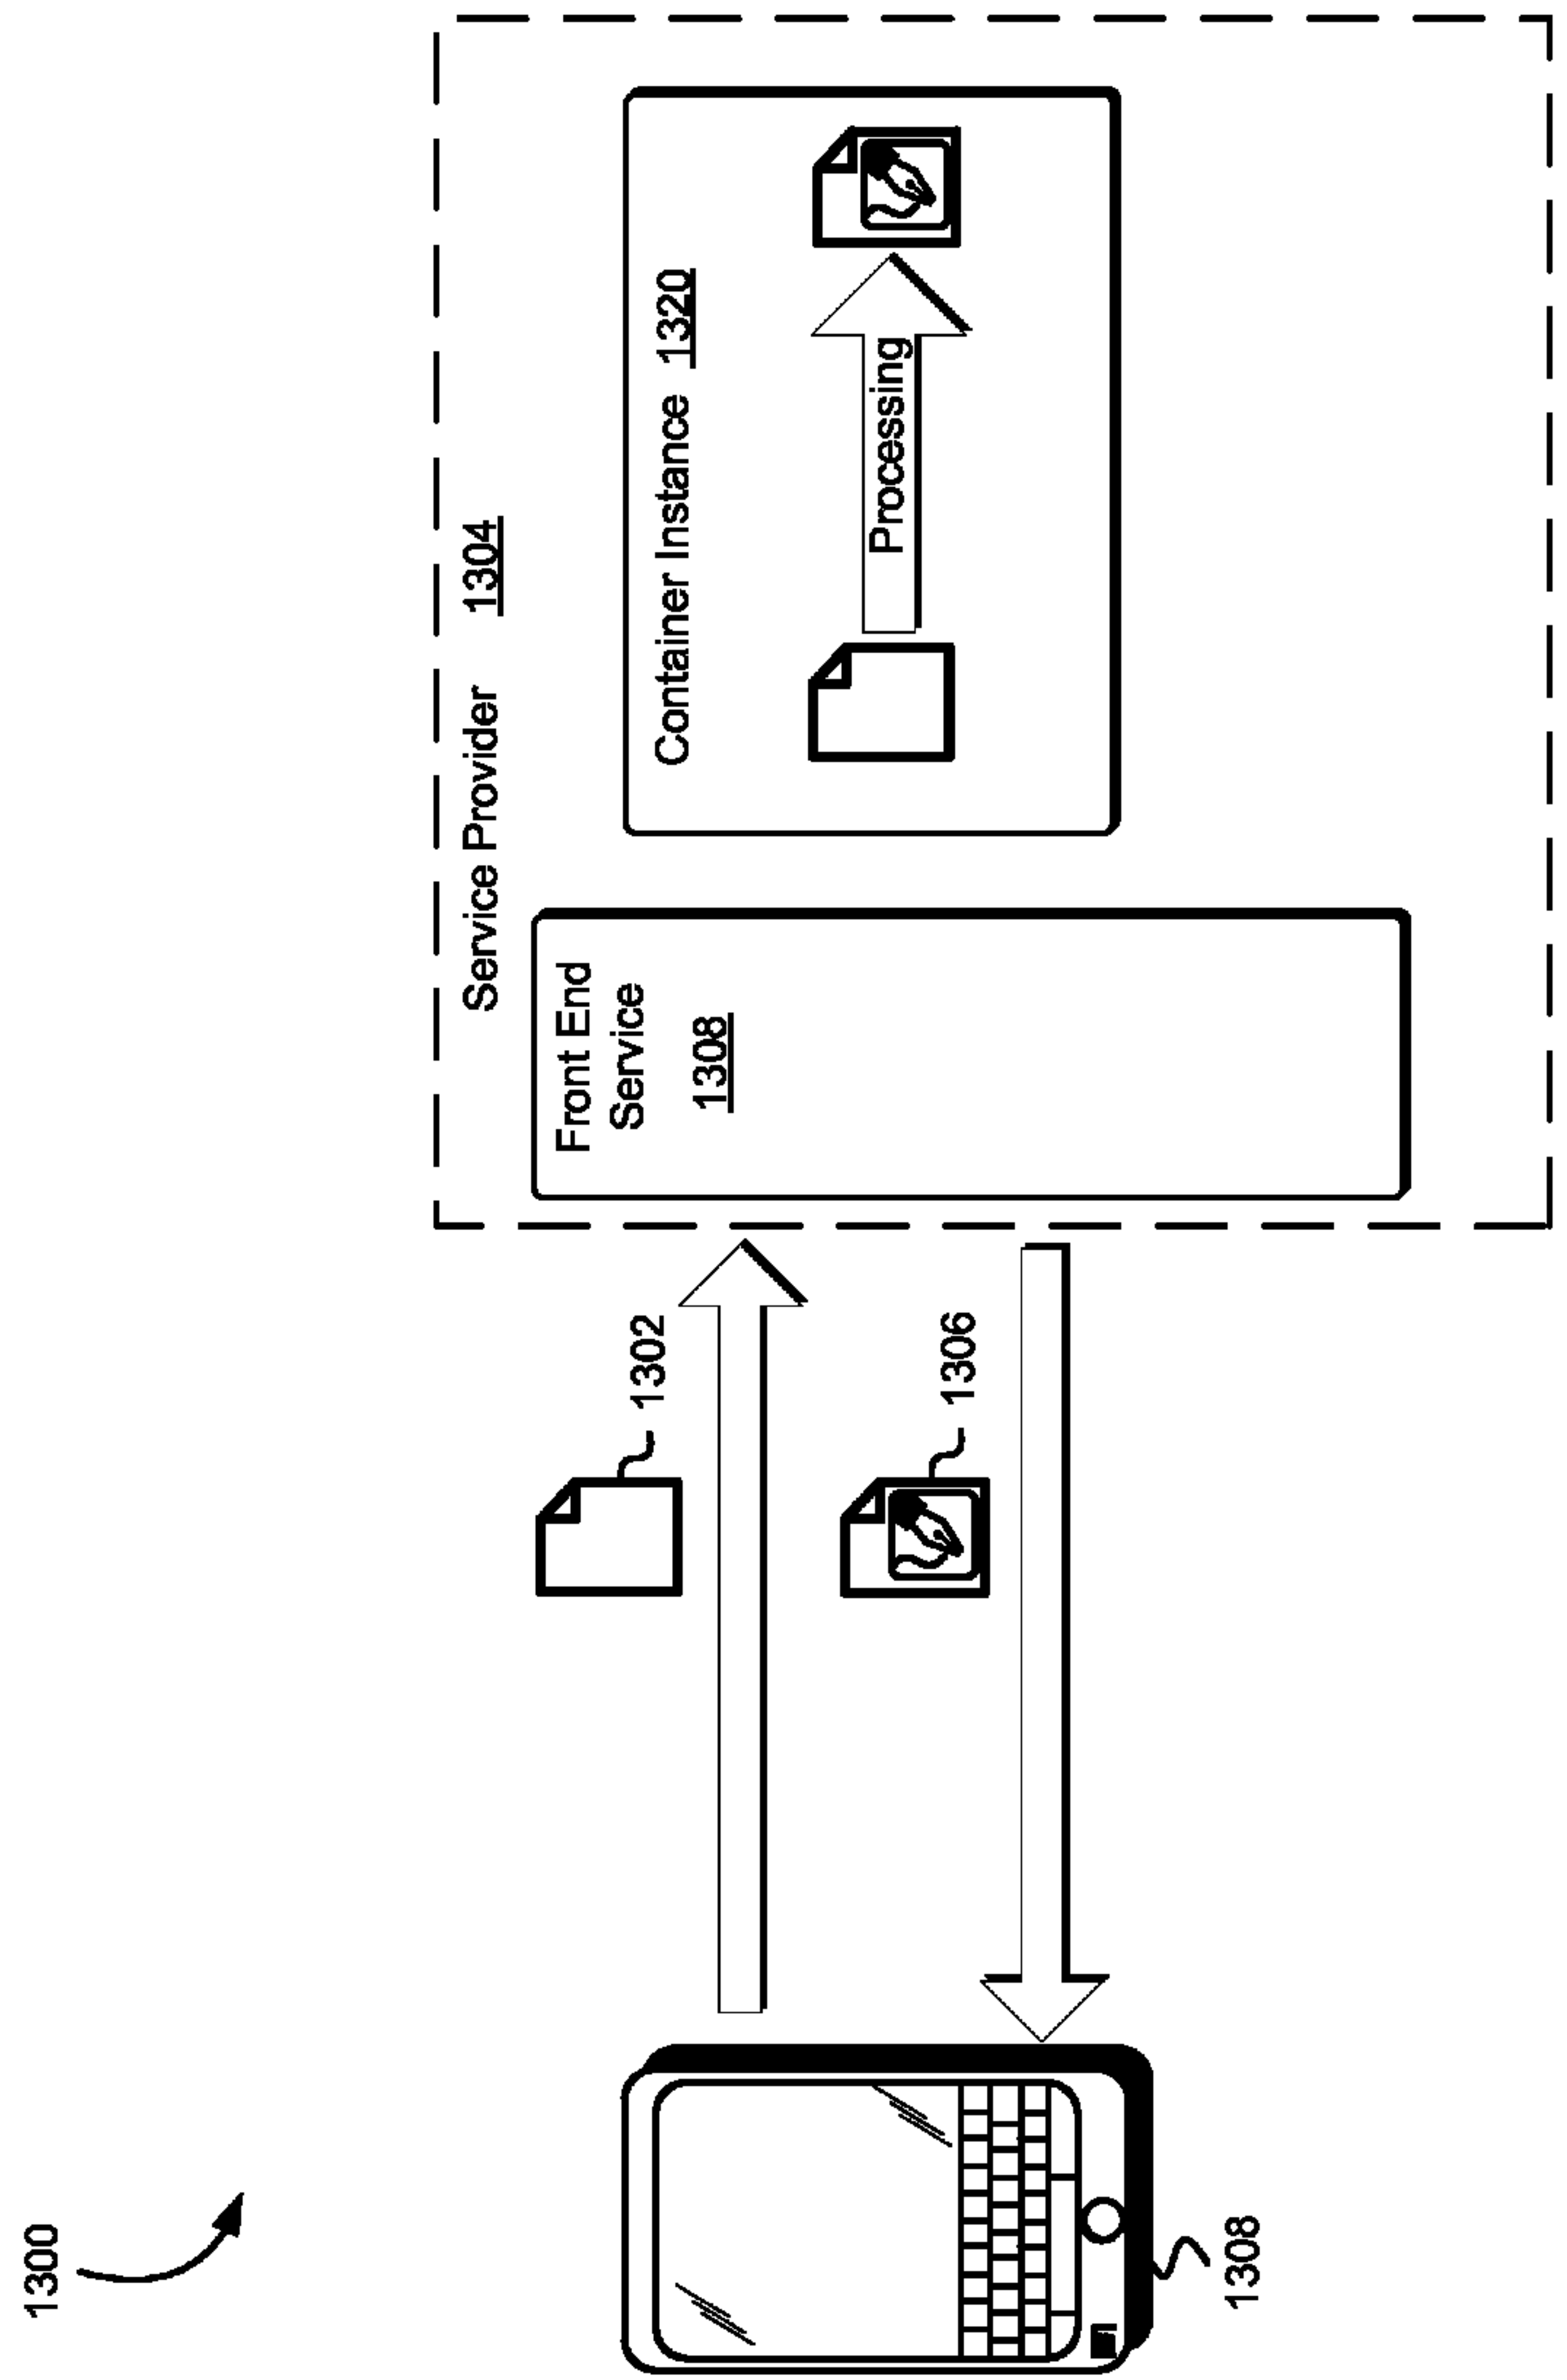 1300
Service Provider 1304
Front End
Service
1308
Container Instance 1320
Processing
1302
1306
1308